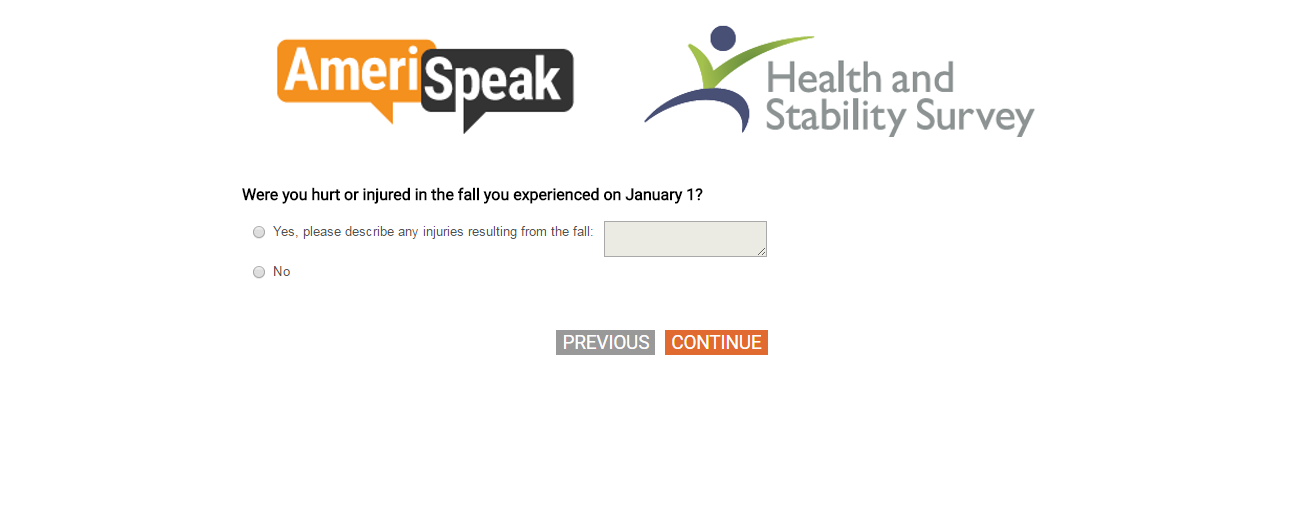 AmeriSpeak
Health and
Stability Survey
Were you hurt or injured in the fall you experienced on January 1?
Yes, please describe any injuries resulting from the fall:
No
PREVIOUS CONTINUE